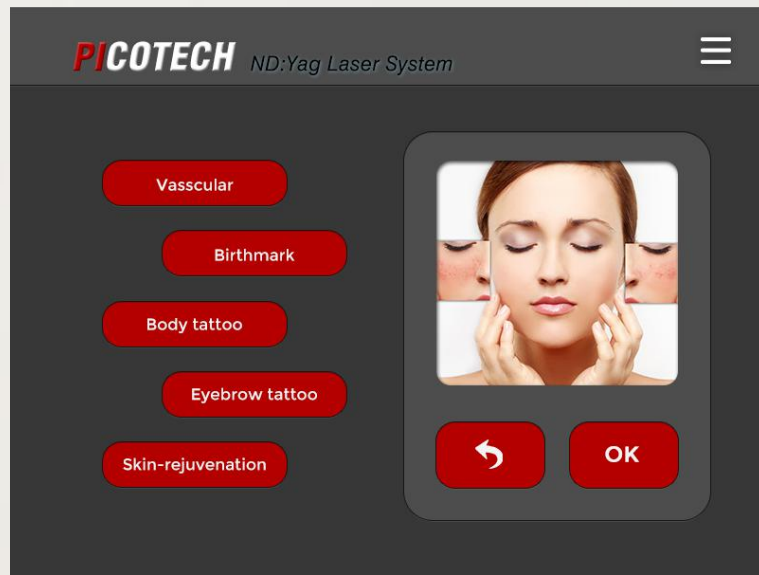 PICOTECH ND:Yag Laser System
Vasscular
Birthmark
Body tattoo
Eyebrow tattoo
Skin-rejuvenation
OK